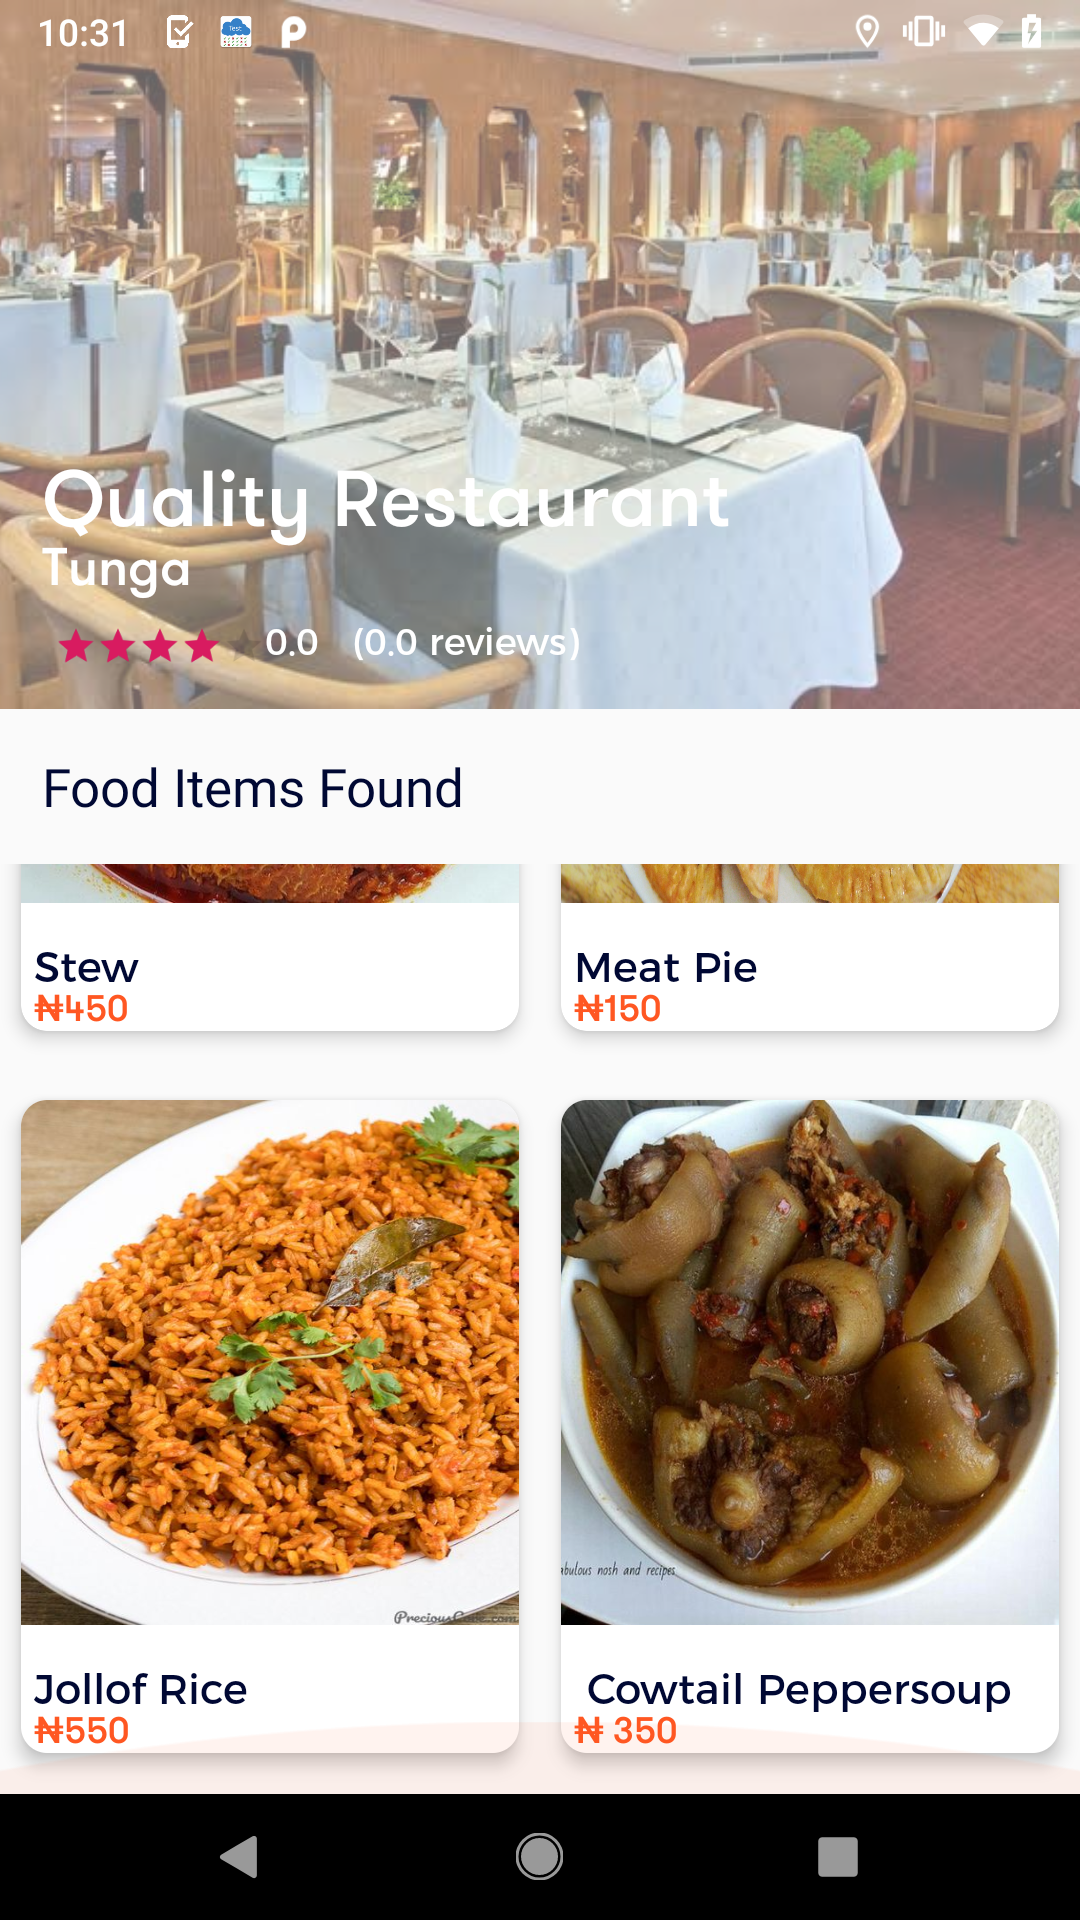 10:31
Test
Quality Restaurant
Tunga
0.0 (0.0 reviews)
Food Items Found
Stew
₦450
Meat Pie
₦150
PreciousCore.com
abulous nosh and recipes
Jollof Rice
₦550
Cowtail Peppersoup
₦ 350